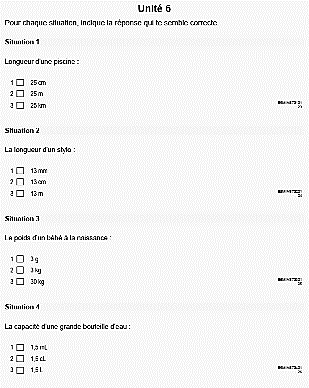 Unité 6
Pour chaque situation, indique la réponse qui te semble correcte
Situation 1
Longueur d'une piscine :
1 25 cm
2 25 m
3 25 km
Situation 2
La longueur d'un stylo :
1 13 mm
2 13 cm
3 13 m
Situation 3
Le poids d'un bébé à la naissance :
1 3 g
2 3 kg
3 30 kg
Situation 4
La capacité d'une grande bouteille d'eau :
1 1,5 mL
2 1,5 cL
3 1,5 L